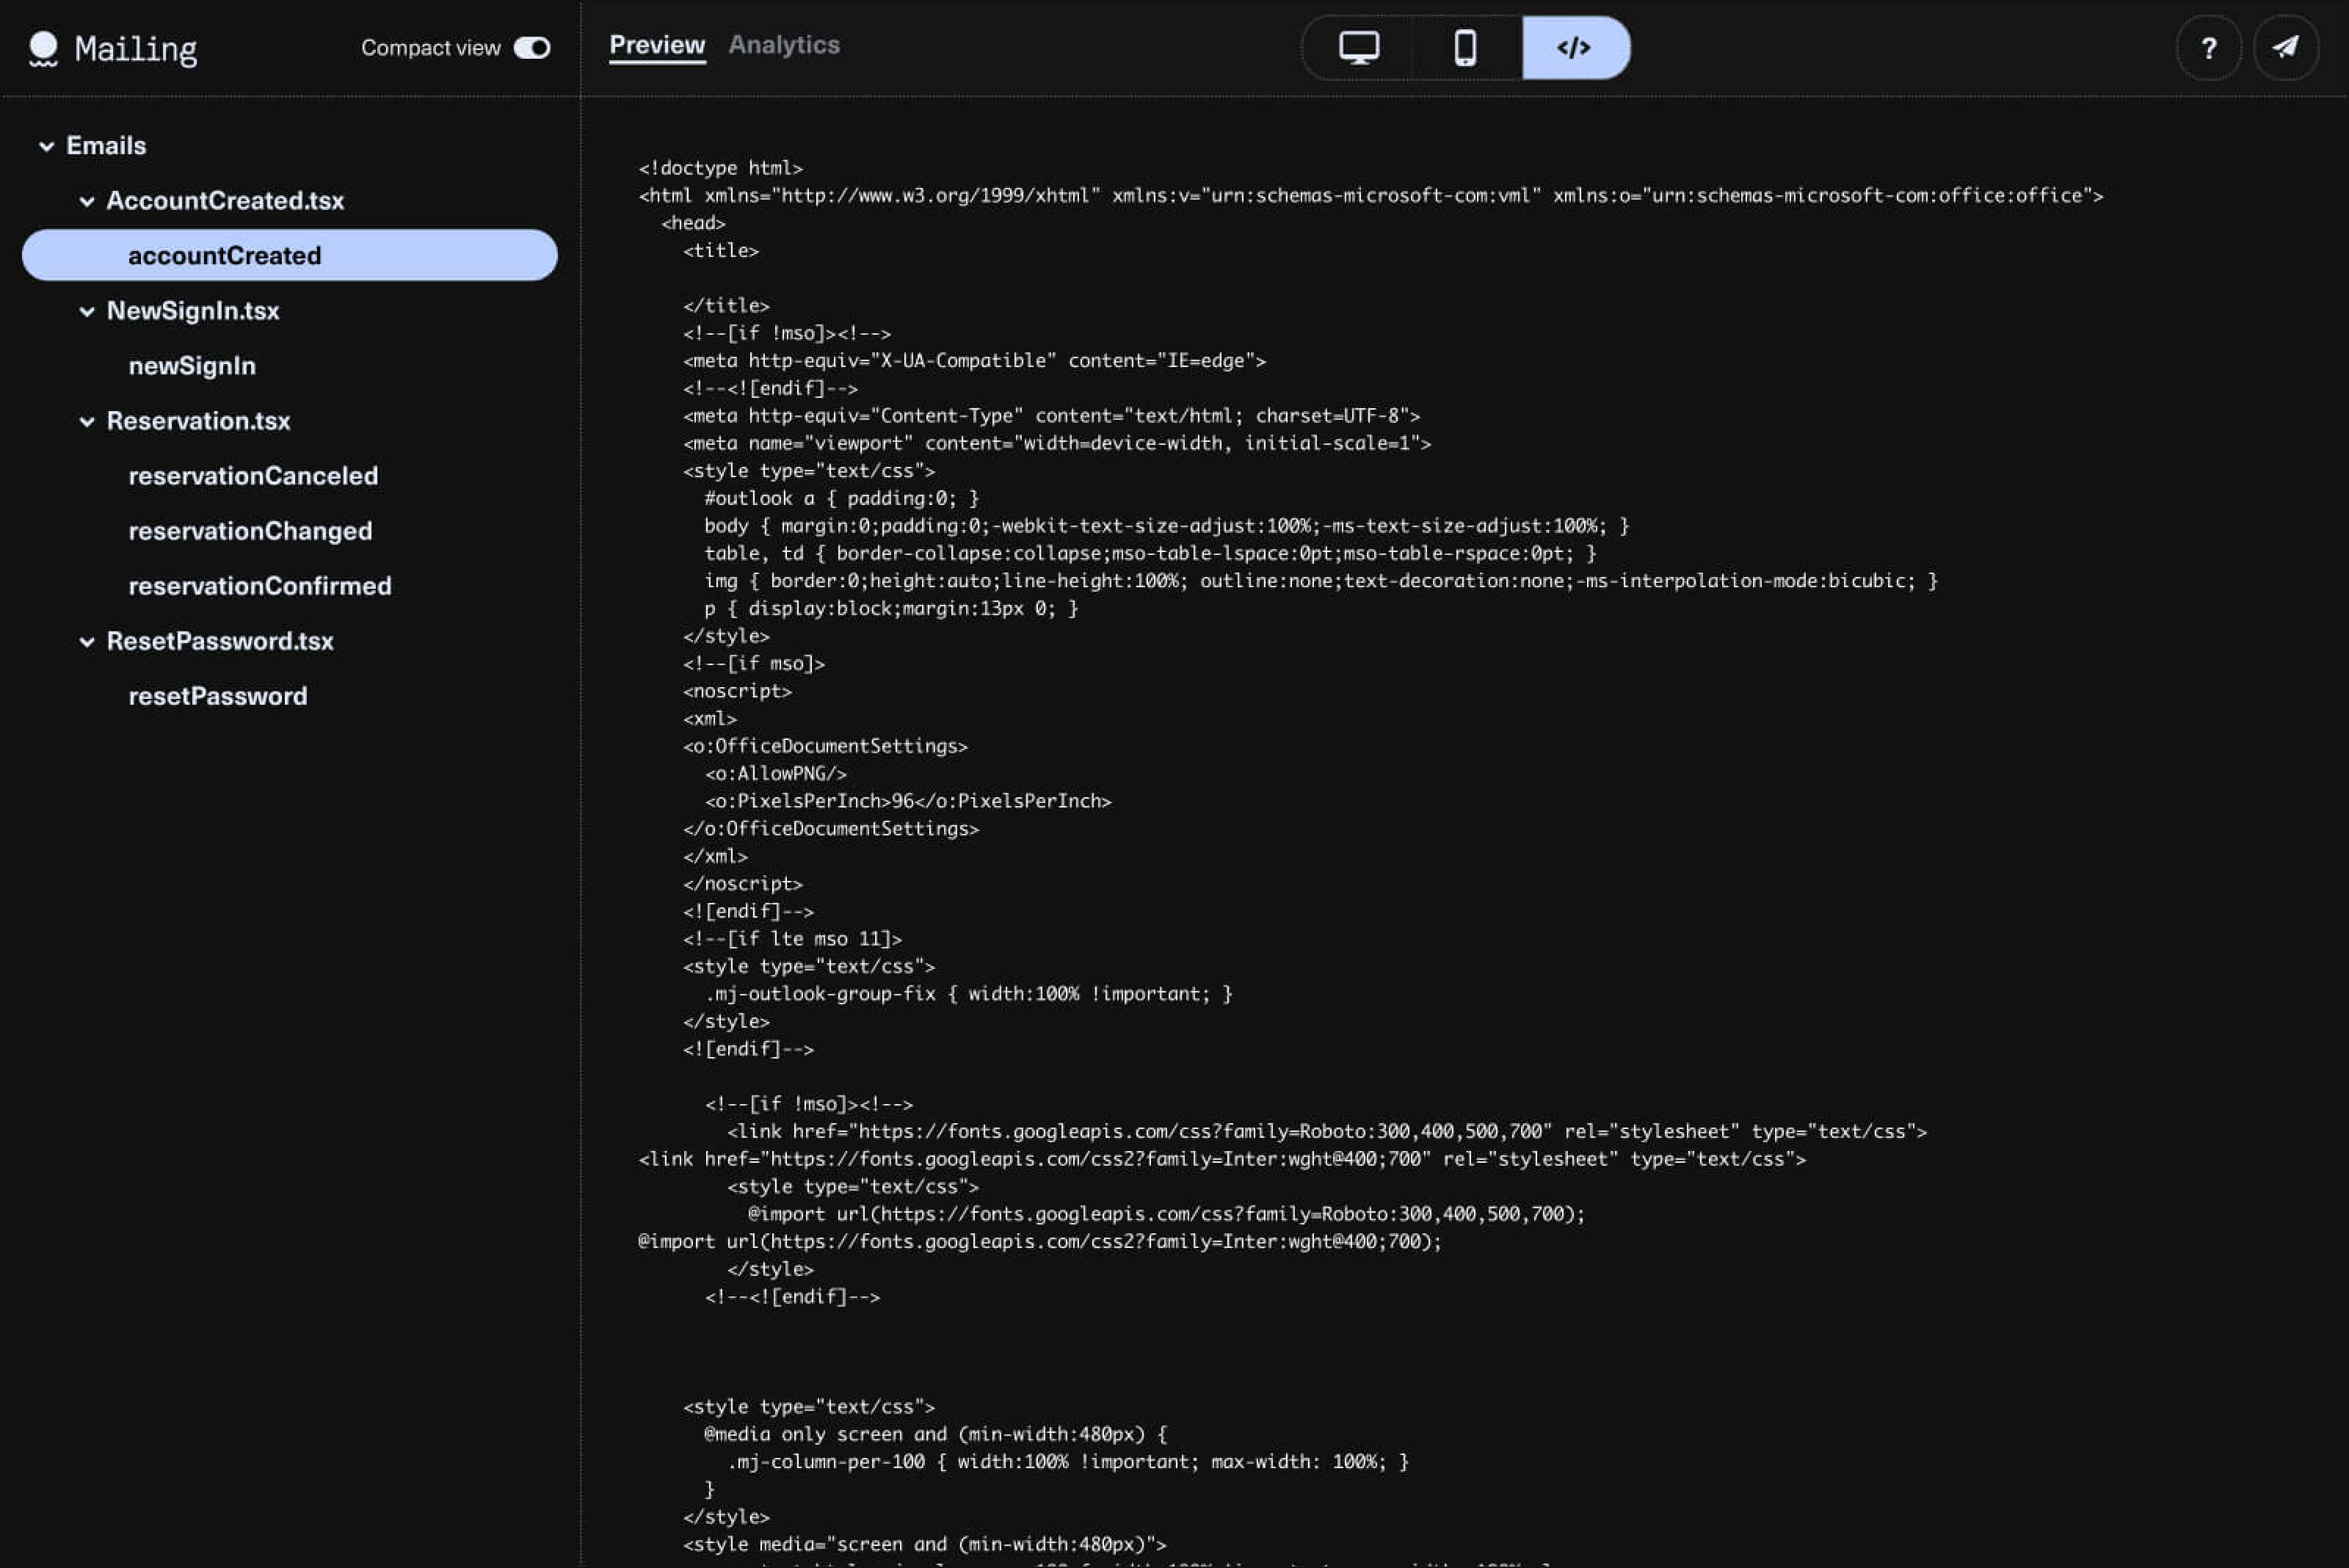 Mailing
Compact view
Preview Analytics
</>
?
Emails
AccountCreated.tsx
accountCreated
NewSignIn.tsx
newSignIn
Reservation.tsx
reservationCanceled
reservationChanged
reservationConfirmed
ResetPassword.tsx
resetPassword
<!doctype html>
<html xmlns="http://www.w3.org/1999/xhtml" xmlns:v="urn:schemas-microsoft-com:vml" xmlns:o="urn:schemas-microsoft-com:office:office">
<head>
<title>
</title>
<!--[if !mso]><!-->
<meta http-equiv="X-UA-Compatible" content="IE=edge">
<!--<![endif]-->
<meta http-equiv="Content-Type" content="text/html; charset=UTF-8">
<meta name="viewport" content="width=device-width, initial-scale=1">
<style type="text/css">
#outlook a { padding:0; }
body { margin:0;padding:0;-webkit-text-size-adjust:100%;-ms-text-size-adjust:100%; }
table, td { border-collapse:collapse;mso-table-lspace:0pt;mso-table-rspace:0pt; }
img { border:0;height:auto;line-height:100%; outline:none;text-decoration:none;-ms-interpolation-mode:bicubic; }
p { display:block;margin:13px 0; }
</style>
<!--[if mso]>
<noscript>
<xml>
<o:OfficeDocumentSettings>
<o:AllowPNG/>
<o:PixelsPerInch>96</o:PixelsPerInch>
</o:OfficeDocumentSettings>
</xml>
</noscript>
<![endif]-->
<!--[if lte mso 11]>
<style type="text/css">
.mj-outlook-group-fix { width:100% !important; }
</style>
<![endif]-->
<!--[if !mso]><!-->
<link href="https://fonts.googleapis.com/css?family=Roboto:300,400,500,700" rel="stylesheet" type="text/css">
<link href="https://fonts.googleapis.com/css2?family=Inter:wght@400;700" rel="stylesheet" type="text/css">
<style type="text/css">
@import url(https://fonts.googleapis.com/css?family=Roboto:300,400,500,700);
@import url(https://fonts.googleapis.com/css2?family=Inter:wght@400;700);
</style>
<!--<![endif]-->
<style type="text/css">
@media only screen and (min-width:480px) {
.mj-column-per-100 { width:100% !important; max-width: 100%; }
}
</style>
<style media="screen and (min-width:480px)">